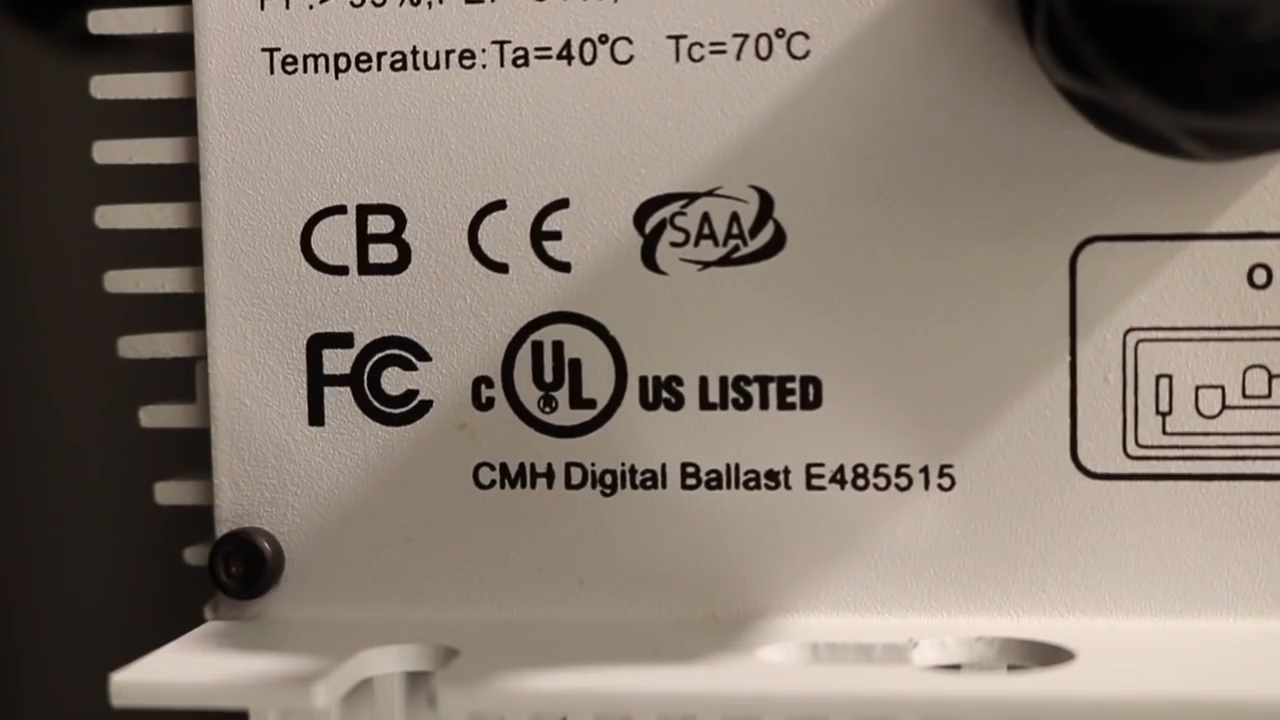 Temperature:Ta=40°C Tc=70°C
CB CE SAA
FC c UL® US LISTED
CMH Digital Ballast E485515
O